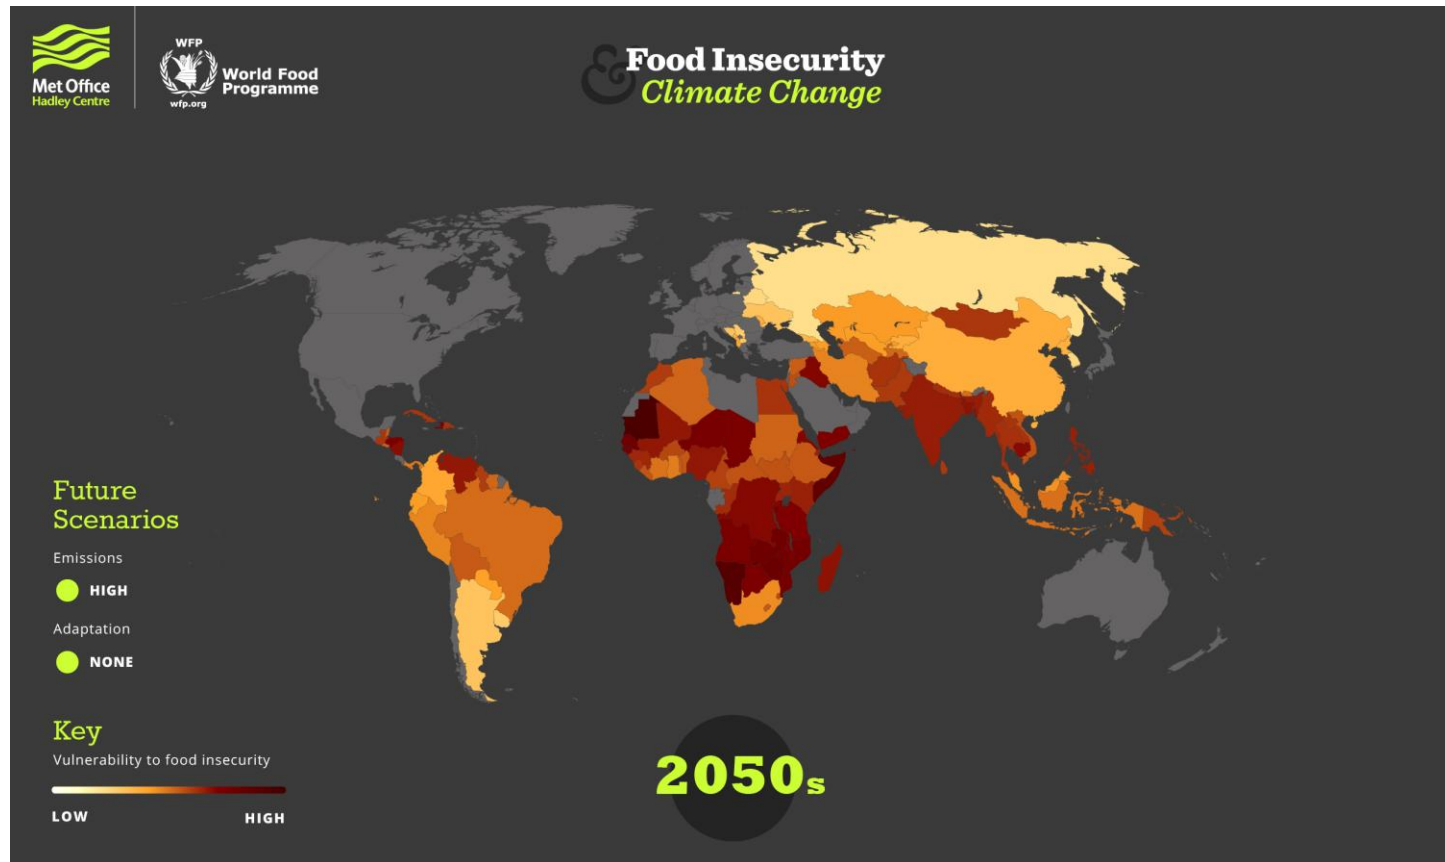 Met Office
Hadley Centre
WFP
wfp.org
World Food
Programme
&
Food Insecurity
Climate Change
Future
Scenarios
Emissions
HIGH
Adaptation
NONE
Key
Vulnerability to food insecurity
LOW
HIGH
2050s